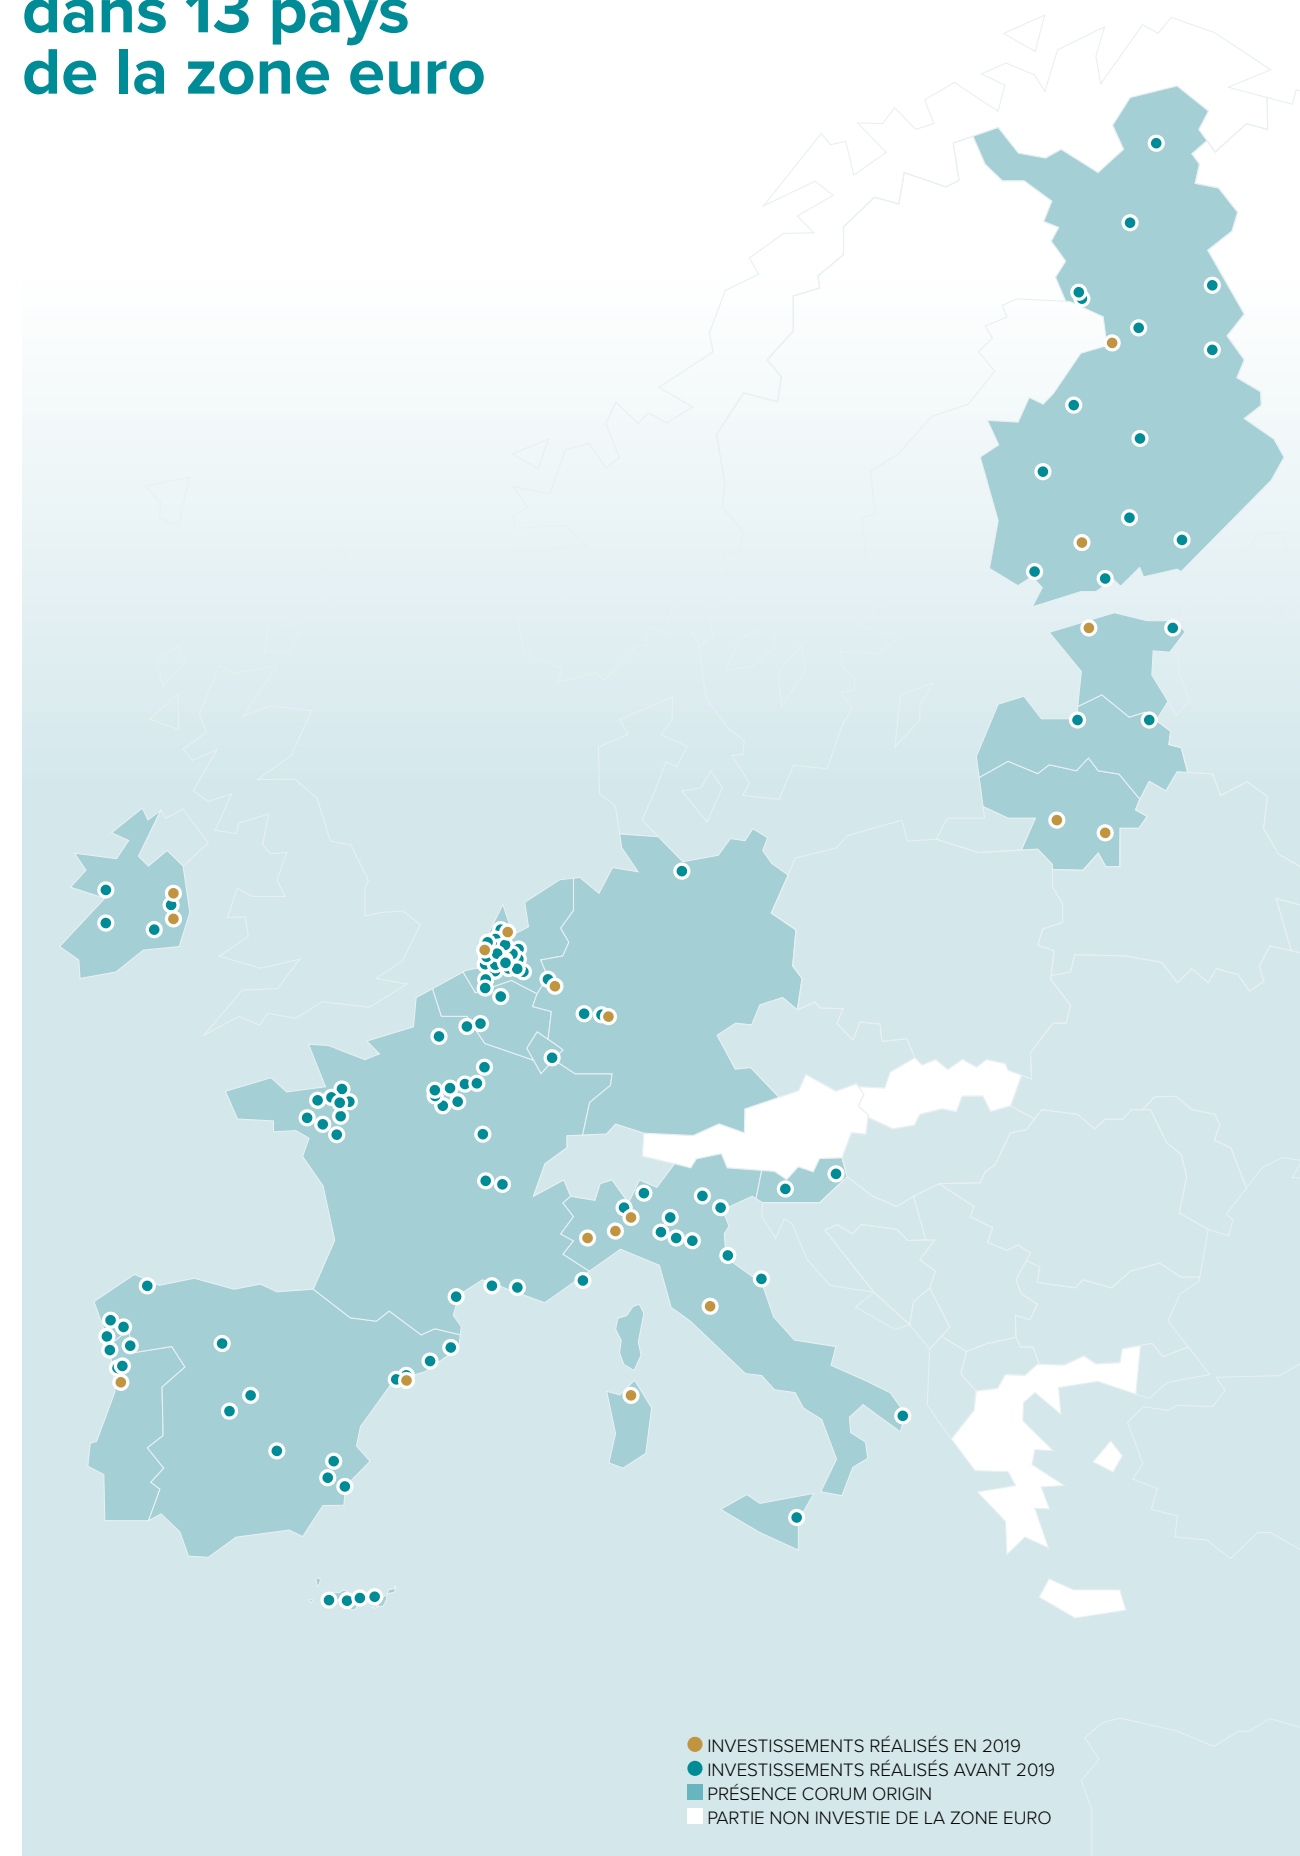 dans 13 pays
de la zone euro
INVESTISSEMENTS RÉALISÉS EN 2019
INVESTISSEMENTS RÉALISÉS AVANT 2019
PRÉSENCE CORUM ORIGIN
PARTIE NON INVESTIE DE LA ZONE EURO